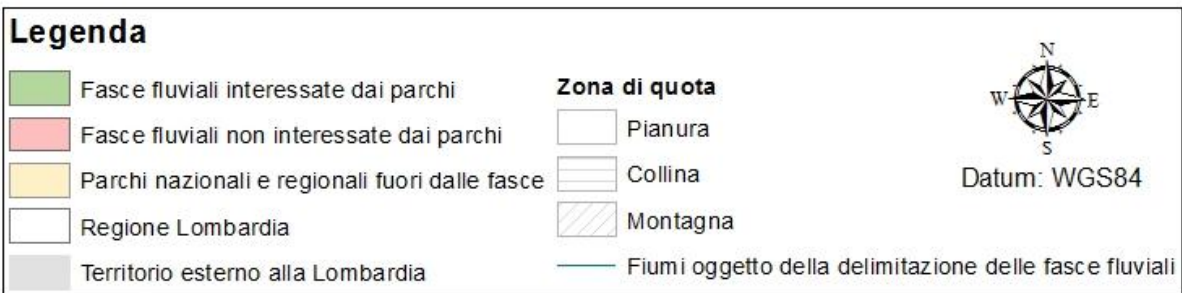 Legenda
Fasce fluviali interessate dai parchi
Fasce fluviali non interessate dai parchi
Parchi nazionali e regionali fuori dalle fasce
Regione Lombardia
Territorio esterno alla Lombardia
Zona di quota
Pianura
Collina
Montagna
Fiumi oggetto della delimitazione delle fasce fluviali
N
W
E
S
Datum: WGS84